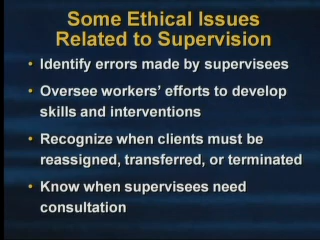 Some Ethical Issues
Related to Supervision
• Identify errors made by supervisees
• Oversee workers' efforts to develop
skills and interventions
• Recognize when clients must be
reassigned, transferred, or terminated
• Know when supervisees need
consultation